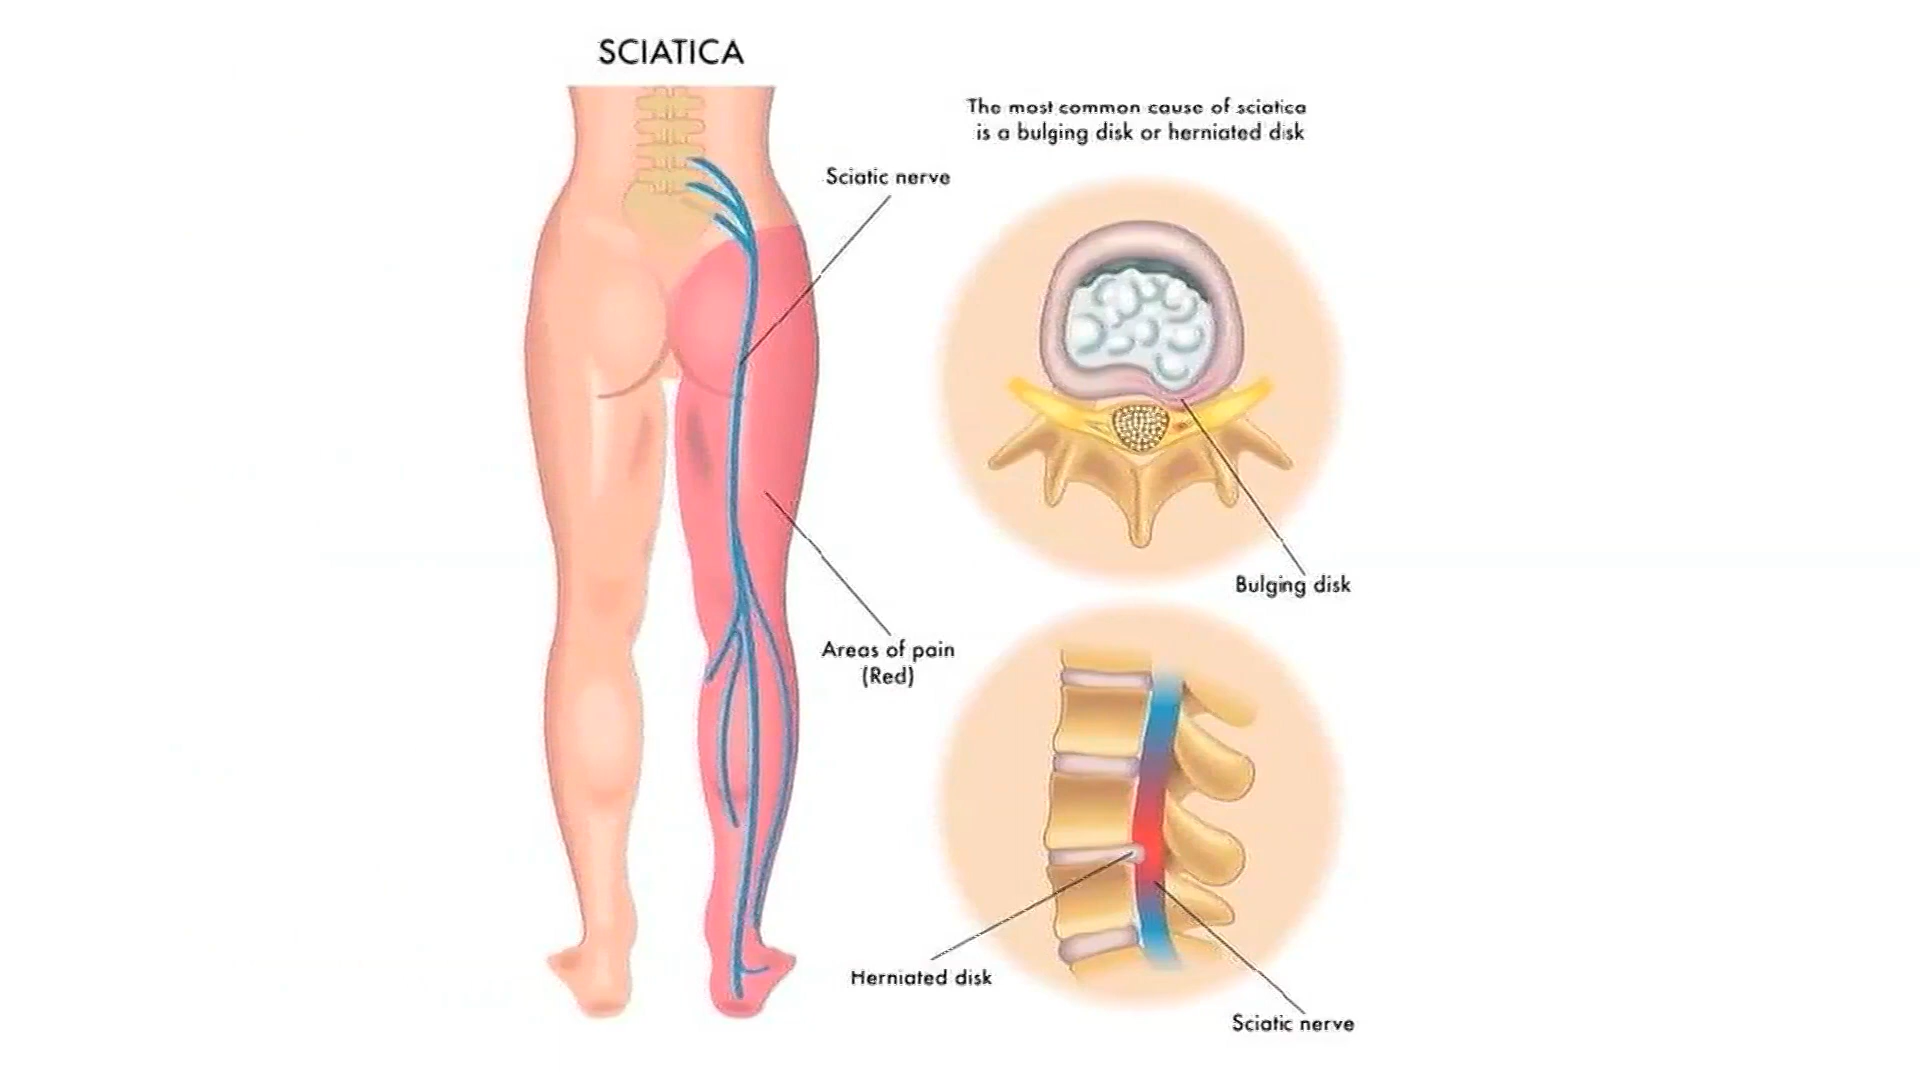 SCIATICA
The most common cause of sciatica
is a bulging disk or herniated disk
Sciatic nerve
Bulging disk
Areas of pain
(Red)
Herniated disk
Sciatic nerve